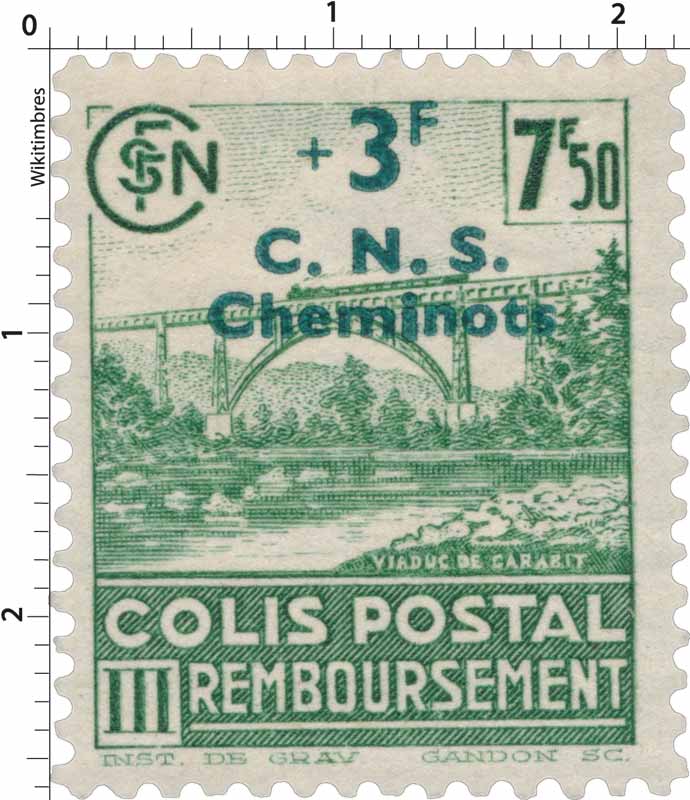 0 1 2
Wikitimbres
SNCF
+3F
7F50
C. N. S.
Cheminots
1
VIADUC DE GARABIT
2
COLIS POSTAL
III REMBOURSEMENT
INST. DE GRAV GANDON SC.